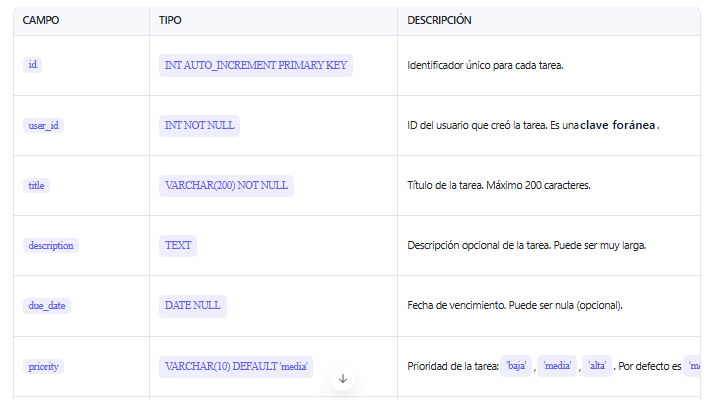 CAMPO TIPO DESCRIPCIÓN
id INT AUTO_INCREMENT PRIMARY KEY Identificador único para cada tarea.
user_id INT NOT NULL ID del usuario que creó la tarea. Es una clave foránea.
title VARCHAR(200) NOT NULL Título de la tarea. Máximo 200 caracteres.
description TEXT Descripción opcional de la tarea. Puede ser muy larga.
due_date DATE NULL Fecha de vencimiento. Puede ser nula (opcional).
priority VARCHAR(10) DEFAULT 'media' Prioridad de la tarea: 'baja', 'media', 'alta'. Por defecto es